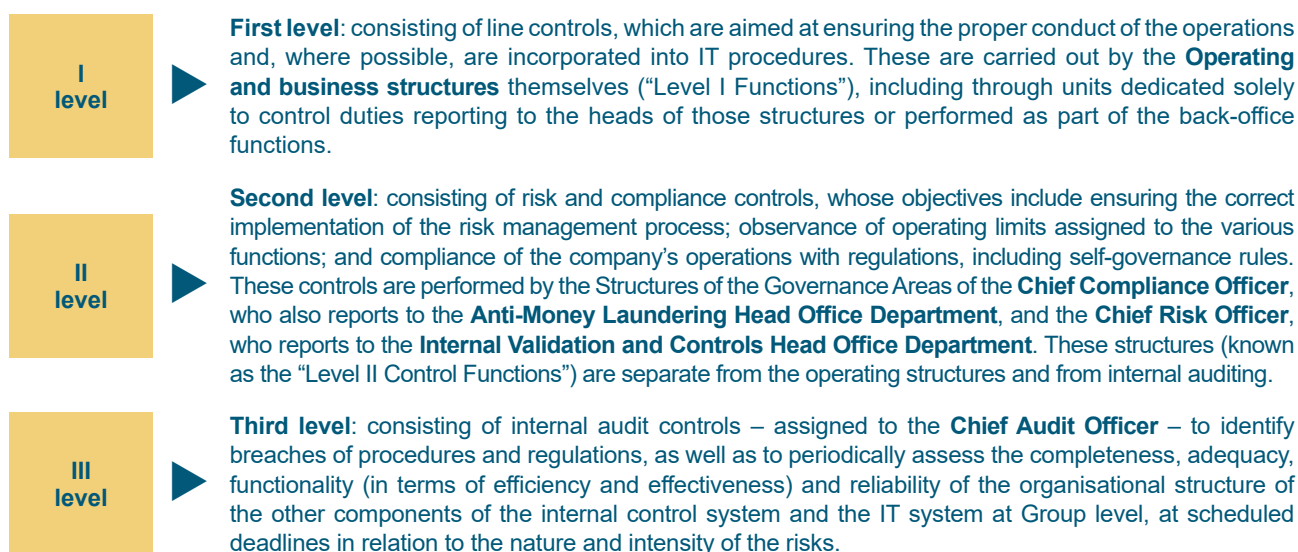 I
level
First level: consisting of line controls, which are aimed at ensuring the proper conduct of the operations
and, where possible, are incorporated into IT procedures. These are carried out by the Operating
and business structures themselves (“Level I Functions”), including through units dedicated solely
to control duties reporting to the heads of those structures or performed as part of the back-office
functions.
II
level
Second level: consisting of risk and compliance controls, whose objectives include ensuring the correct
implementation of the risk management process; observance of operating limits assigned to the various
functions; and compliance of the company’s operations with regulations, including self-governance rules.
These controls are performed by the Structures of the Governance Areas of the Chief Compliance Officer,
who also reports to the Anti-Money Laundering Head Office Department, and the Chief Risk Officer,
who reports to the Internal Validation and Controls Head Office Department. These structures (known
as the “Level II Control Functions”) are separate from the operating structures and from internal auditing.
III
level
Third level: consisting of internal audit controls – assigned to the Chief Audit Officer – to identify
breaches of procedures and regulations, as well as to periodically assess the completeness, adequacy,
functionality (in terms of efficiency and effectiveness) and reliability of the organisational structure of
the other components of the internal control system and the IT system at Group level, at scheduled
deadlines in relation to the nature and intensity of the risks.